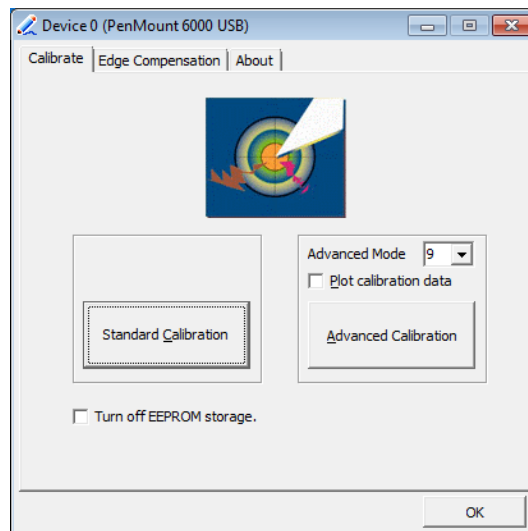 Device 0 (PenMount 6000 USB)
Calibrate Edge Compensation About
Advanced Mode 9
Plot calibration data
Standard Calibration
Advanced Calibration
Turn off EEPROM storage.
OK